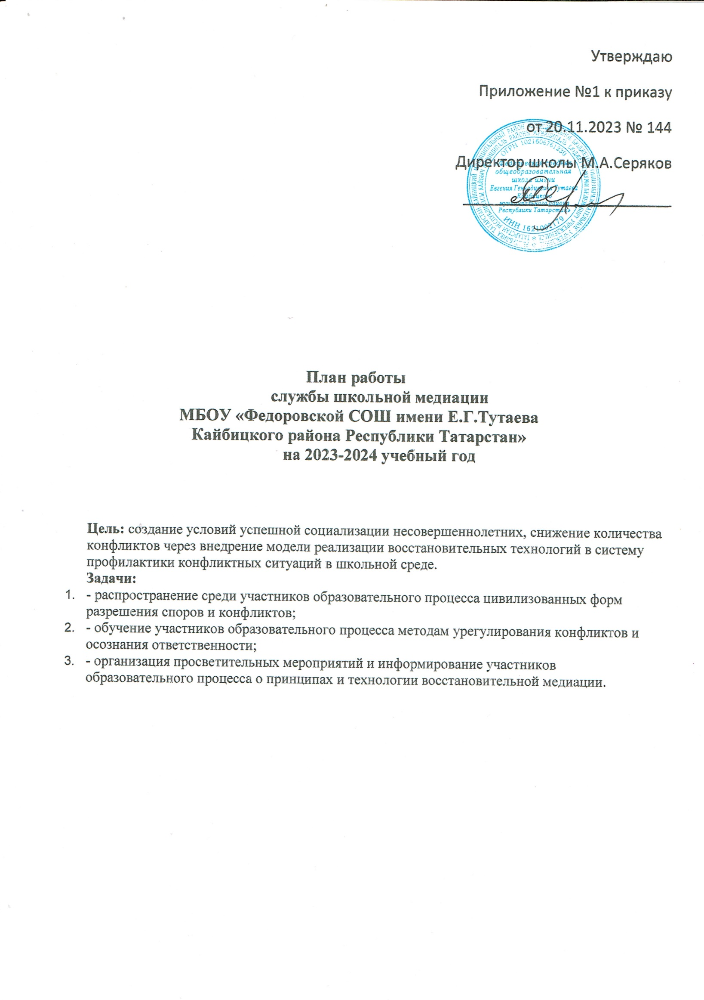 Утверждаю
Приложение №1 к приказу
от 20.11.2023 № 144
Директор школы М.А.Серяков
ОГРН 1021606761230
«Федоровская средняя
общеобразовательная
школа имени
Евгения Геннадиевича Тутаева
Кайбицкого
муниципального района
Республики Татарстан»
ИНН 1621002179
План работы
службы школьной медиации
МБОУ «Федоровской СОШ имени Е.Г.Тутаева
Кайбицкого района Республики Татарстан»
на 2023-2024 учебный год
Цель: создание условий успешной социализации несовершеннолетних, снижение количества
конфликтов через внедрение модели реализации восстановительных технологий в систему
профилактики конфликтных ситуаций в школьной среде.
Задачи:
1. - распространение среди участников образовательного процесса цивилизованных форм
разрешения споров и конфликтов;
2. - обучение участников образовательного процесса методам урегулирования конфликтов и
осознания ответственности;
3. - организация просветительных мероприятий и информирование участников
образовательного процесса о принципах и технологии восстановительной медиации.